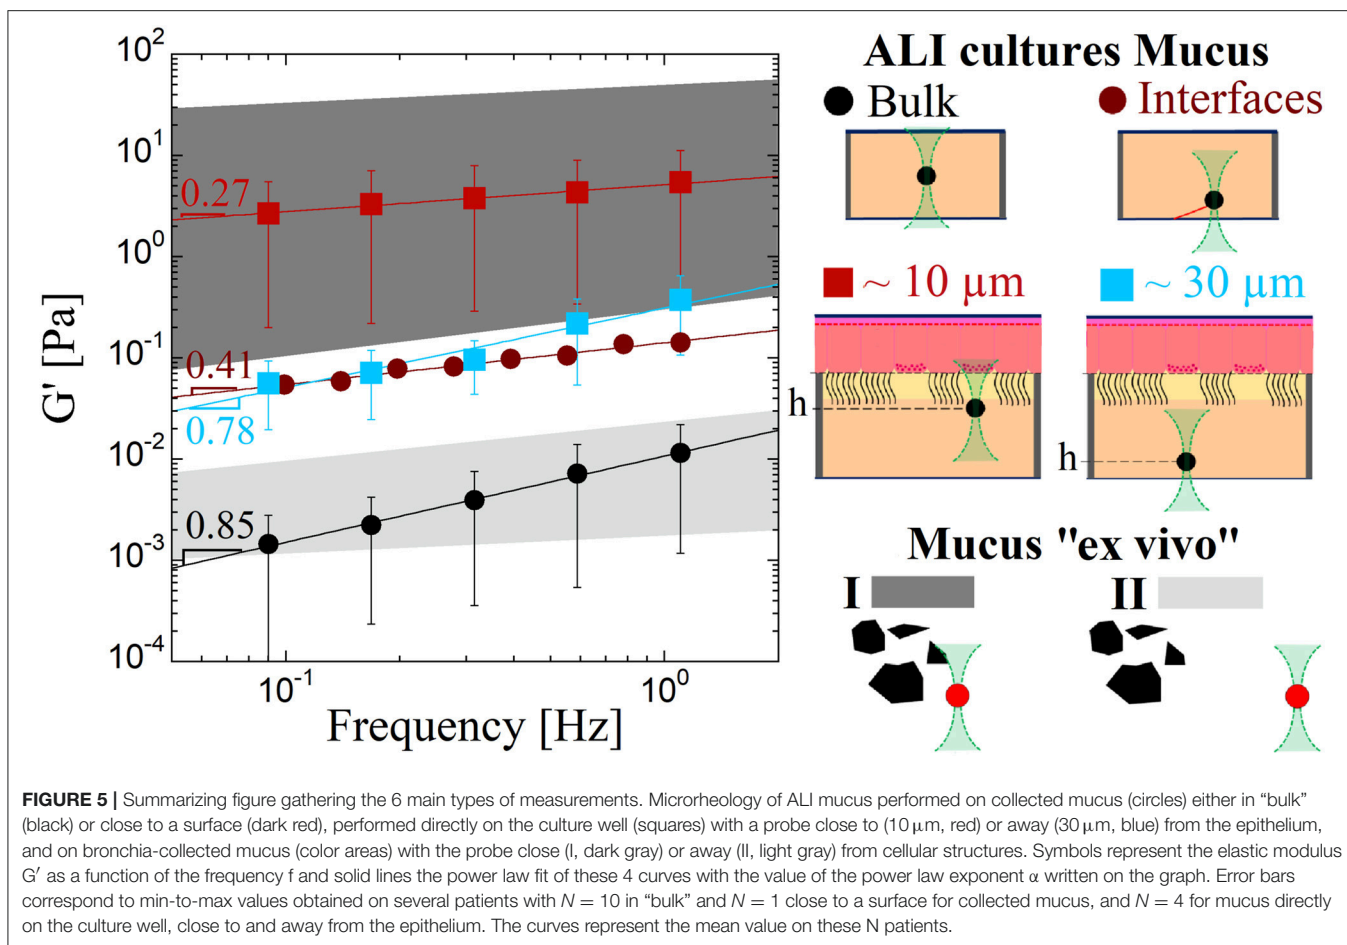 10²
10¹
10⁰
10⁻¹
10⁻²
10⁻³
10⁻⁴
G' [Pa]
0.27
0.41
0.78
0.85
10⁻¹
10⁰
Frequency [Hz]
ALI cultures Mucus
Bulk
Interfaces
~ 10 μm
~ 30 μm
h
h
Mucus "ex vivo"
I
II
FIGURE 5 | Summarizing figure gathering the 6 main types of measurements. Microrheology of ALI mucus performed on collected mucus (circles) either in “bulk”
(black) or close to a surface (dark red), performed directly on the culture well (squares) with a probe close to (10 μm, red) or away (30 μm, blue) from the epithelium,
and on bronchia-collected mucus (color areas) with the probe close (I, dark gray) or away (II, light gray) from cellular structures. Symbols represent the elastic modulus
G′ as a function of the frequency f and solid lines the power law fit of these 4 curves with the value of the power law exponent α written on the graph. Error bars
correspond to min-to-max values obtained on several patients with N = 10 in “bulk” and N = 1 close to a surface for collected mucus, and N = 4 for mucus directly
on the culture well, close to and away from the epithelium. The curves represent the mean value on these N patients.